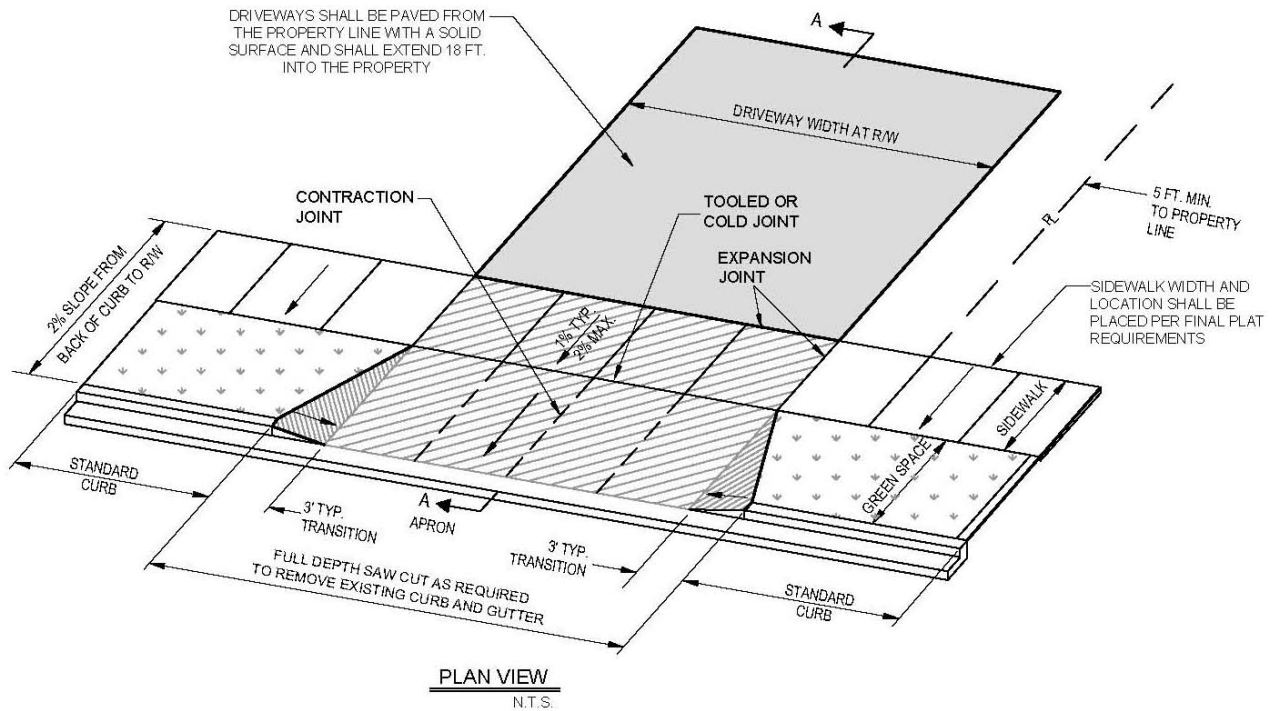 DRIVEWAYS SHALL BE PAVED FROM
THE PROPERTY LINE WITH A SOLID
SURFACE AND SHALL EXTEND 18 FT.
INTO THE PROPERTY
A
DRIVEWAY WIDTH AT R/W
CONTRACTION
JOINT
TOOLED OR
COLD JOINT
EXPANSION
JOINT
5 FT. MIN.
TO PROPERTY
LINE
PL
2% SLOPE FROM
BACK OF CURB TO R/W
1% TYP.
2% MAX.
SIDEWALK WIDTH AND
LOCATION SHALL BE
PLACED PER FINAL PLAT
REQUIREMENTS
SIDEWALK
GREEN SPACE
STANDARD
CURB
3' TYP.
TRANSITION
A
APRON
3' TYP.
TRANSITION
FULL DEPTH SAW CUT AS REQUIRED
TO REMOVE EXISTING CURB AND GUTTER
STANDARD
CURB
PLAN VIEW
N.T.S.